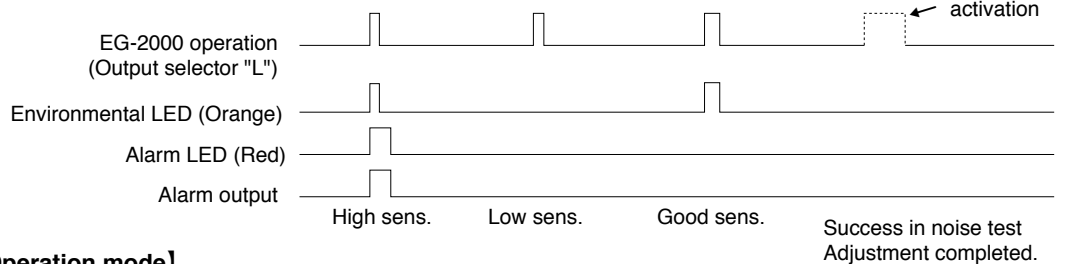 activation
EG-2000 operation
(Output selector "L")
Environmental LED (Orange)
Alarm LED (Red)
Alarm output
High sens. Low sens. Good sens.
Success in noise test
Adjustment completed.
peration mode】